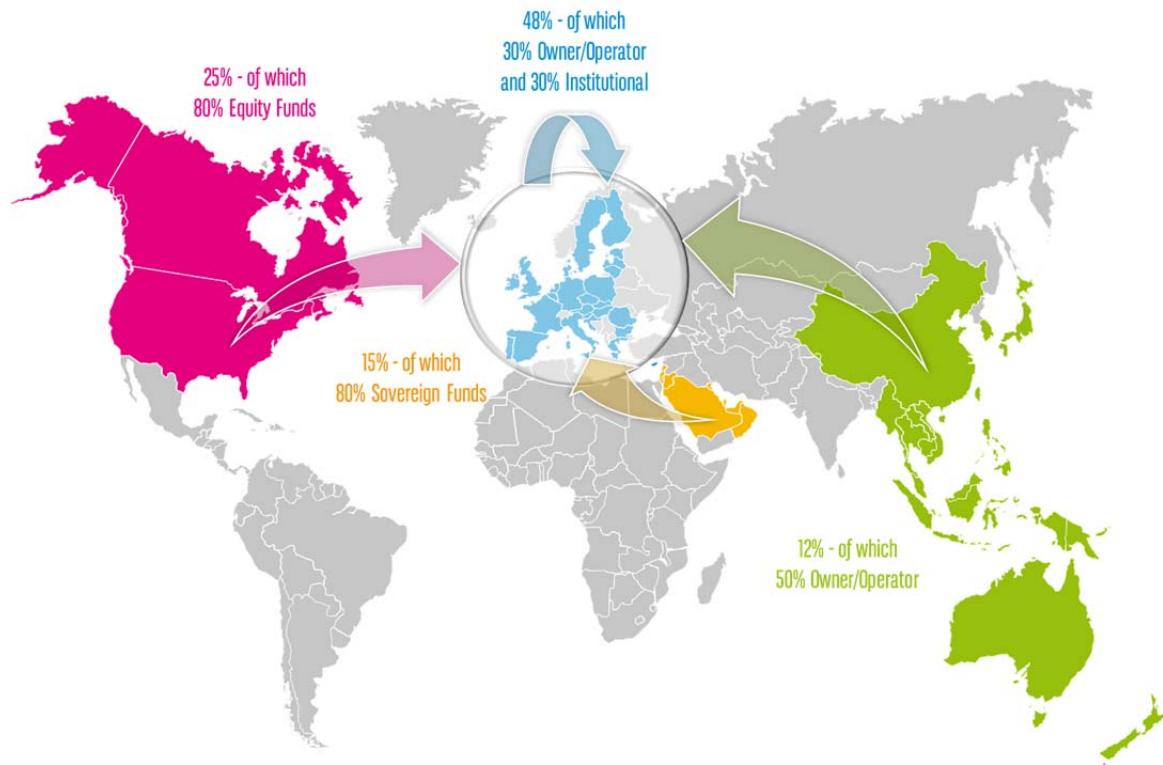 48% - of which
30% Owner/Operator
and 30% Institutional
25% - of which
80% Equity Funds
15% - of which
80% Sovereign Funds
12% - of which
50% Owner/Operator